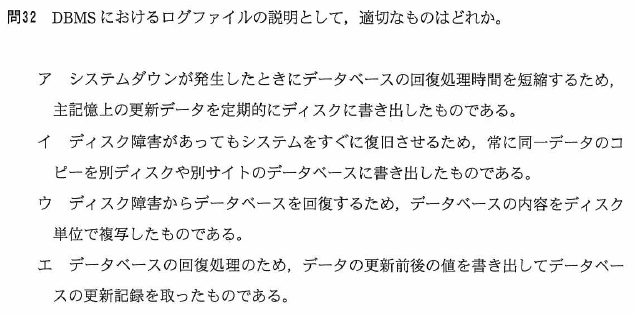 問32 DBMSにおけるログファイルの説明として，適切なものはどれか。
ア システムダウンが発生したときにデータベースの回復処理時間を短縮するため，
主記憶上の更新データを定期的にディスクに書き出したものである。
イ ディスク障害があってもシステムをすぐに復旧させるため，常に同一データのコ
ピーを別ディスクや別サイトのデータベースに書き出したものである。
ウ ディスク障害からデータベースを回復するため，データベースの内容をディスク
単位で複写したものである。
エ データベースの回復処理のため，データの更新前後の値を書き出してデータベー
スの更新記録を取ったものである。